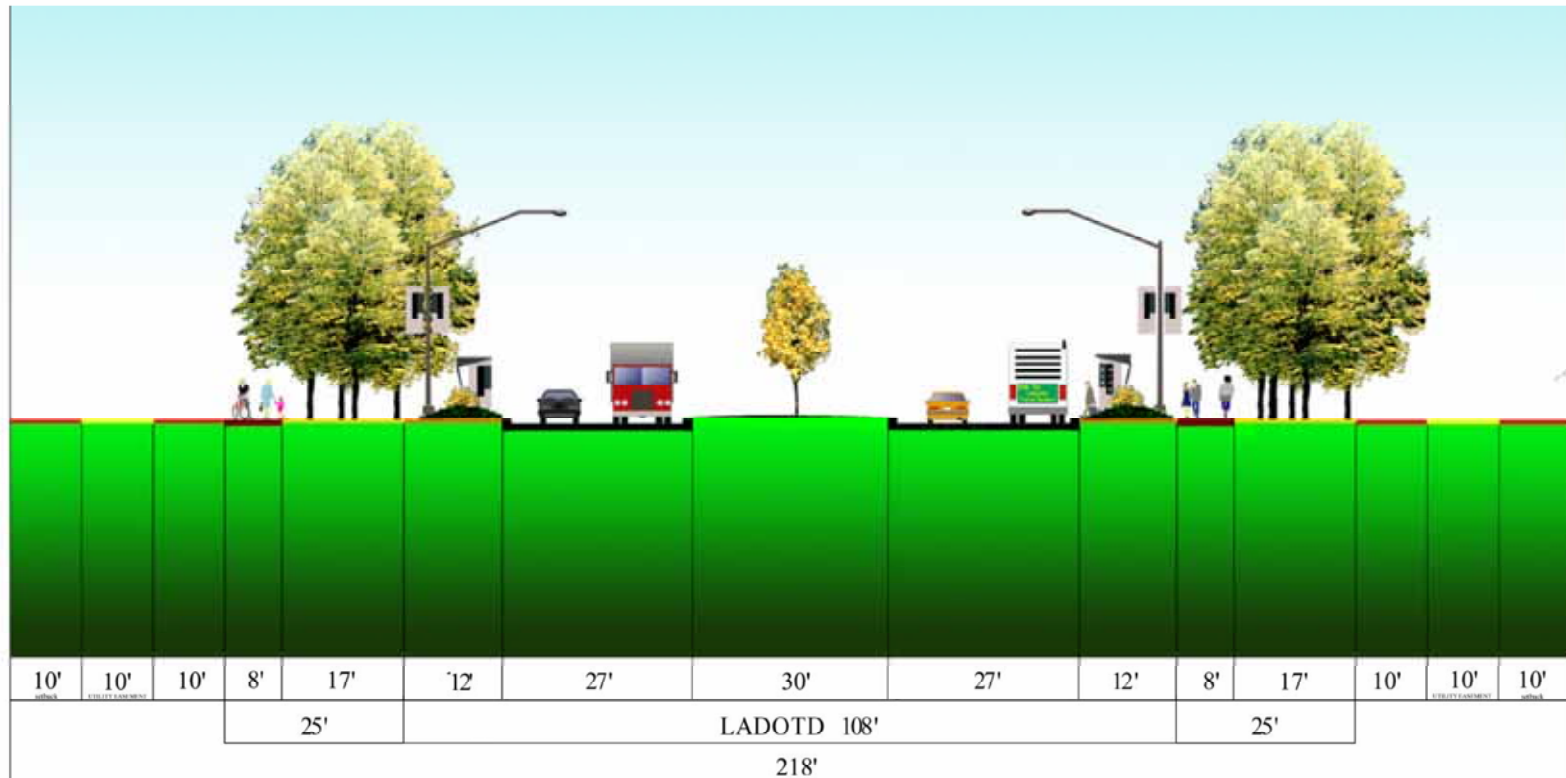 10' 10' 10' 8' 17' 12' 27' 30' 27' 12' 8' 17' 10' 10' 10'
setback UTILITY EASEMENT UTILITY EASEMENT setback
25' LADOTD 108' 25'
218'